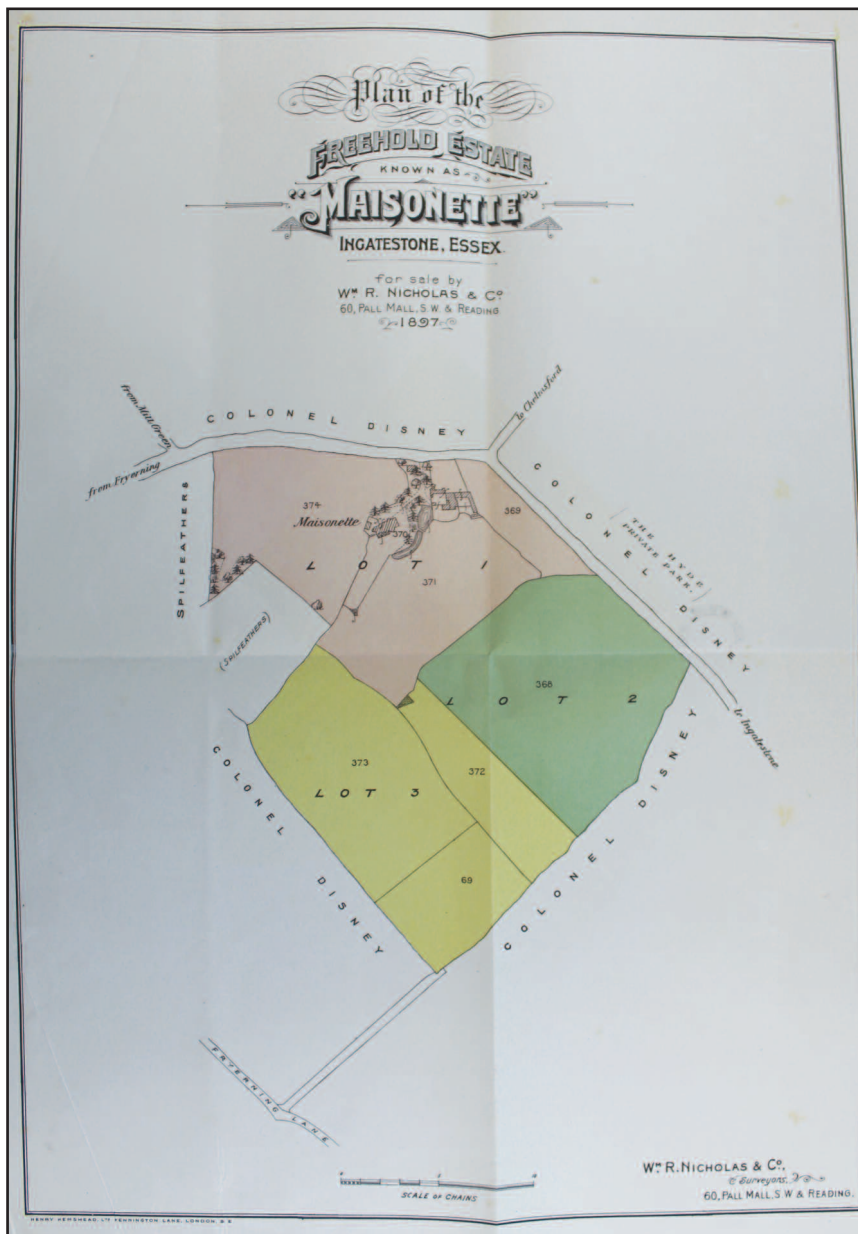 Plan of the
FREEHOLD ESTATE
KNOWN AS
"MAISONETTE"
INGATESTONE, ESSEX.
for sale by
WM. R. NICHOLAS & CO.
60, PALL MALL, S.W. & READING.
1897
from Mill Green
from Fryerning
COLONEL DISNEY
to Chelmsford
SPILFEATHERS
374
Maisonette
370
369
COLONEL DISNEY
(THE HYDE PRIVATE PARK.)
LOT 1
371
(SPILFEATHERS)
368
LOT 2
to Ingatestone
373
372
LOT 3
COLONEL DISNEY
69
COLONEL DISNEY
FRYERNING LANE
SCALE OF CHAINS
WM. R. NICHOLAS & CO.,
Surveyors,
60, PALL MALL, S.W. & READING.
LONDON, S.E.